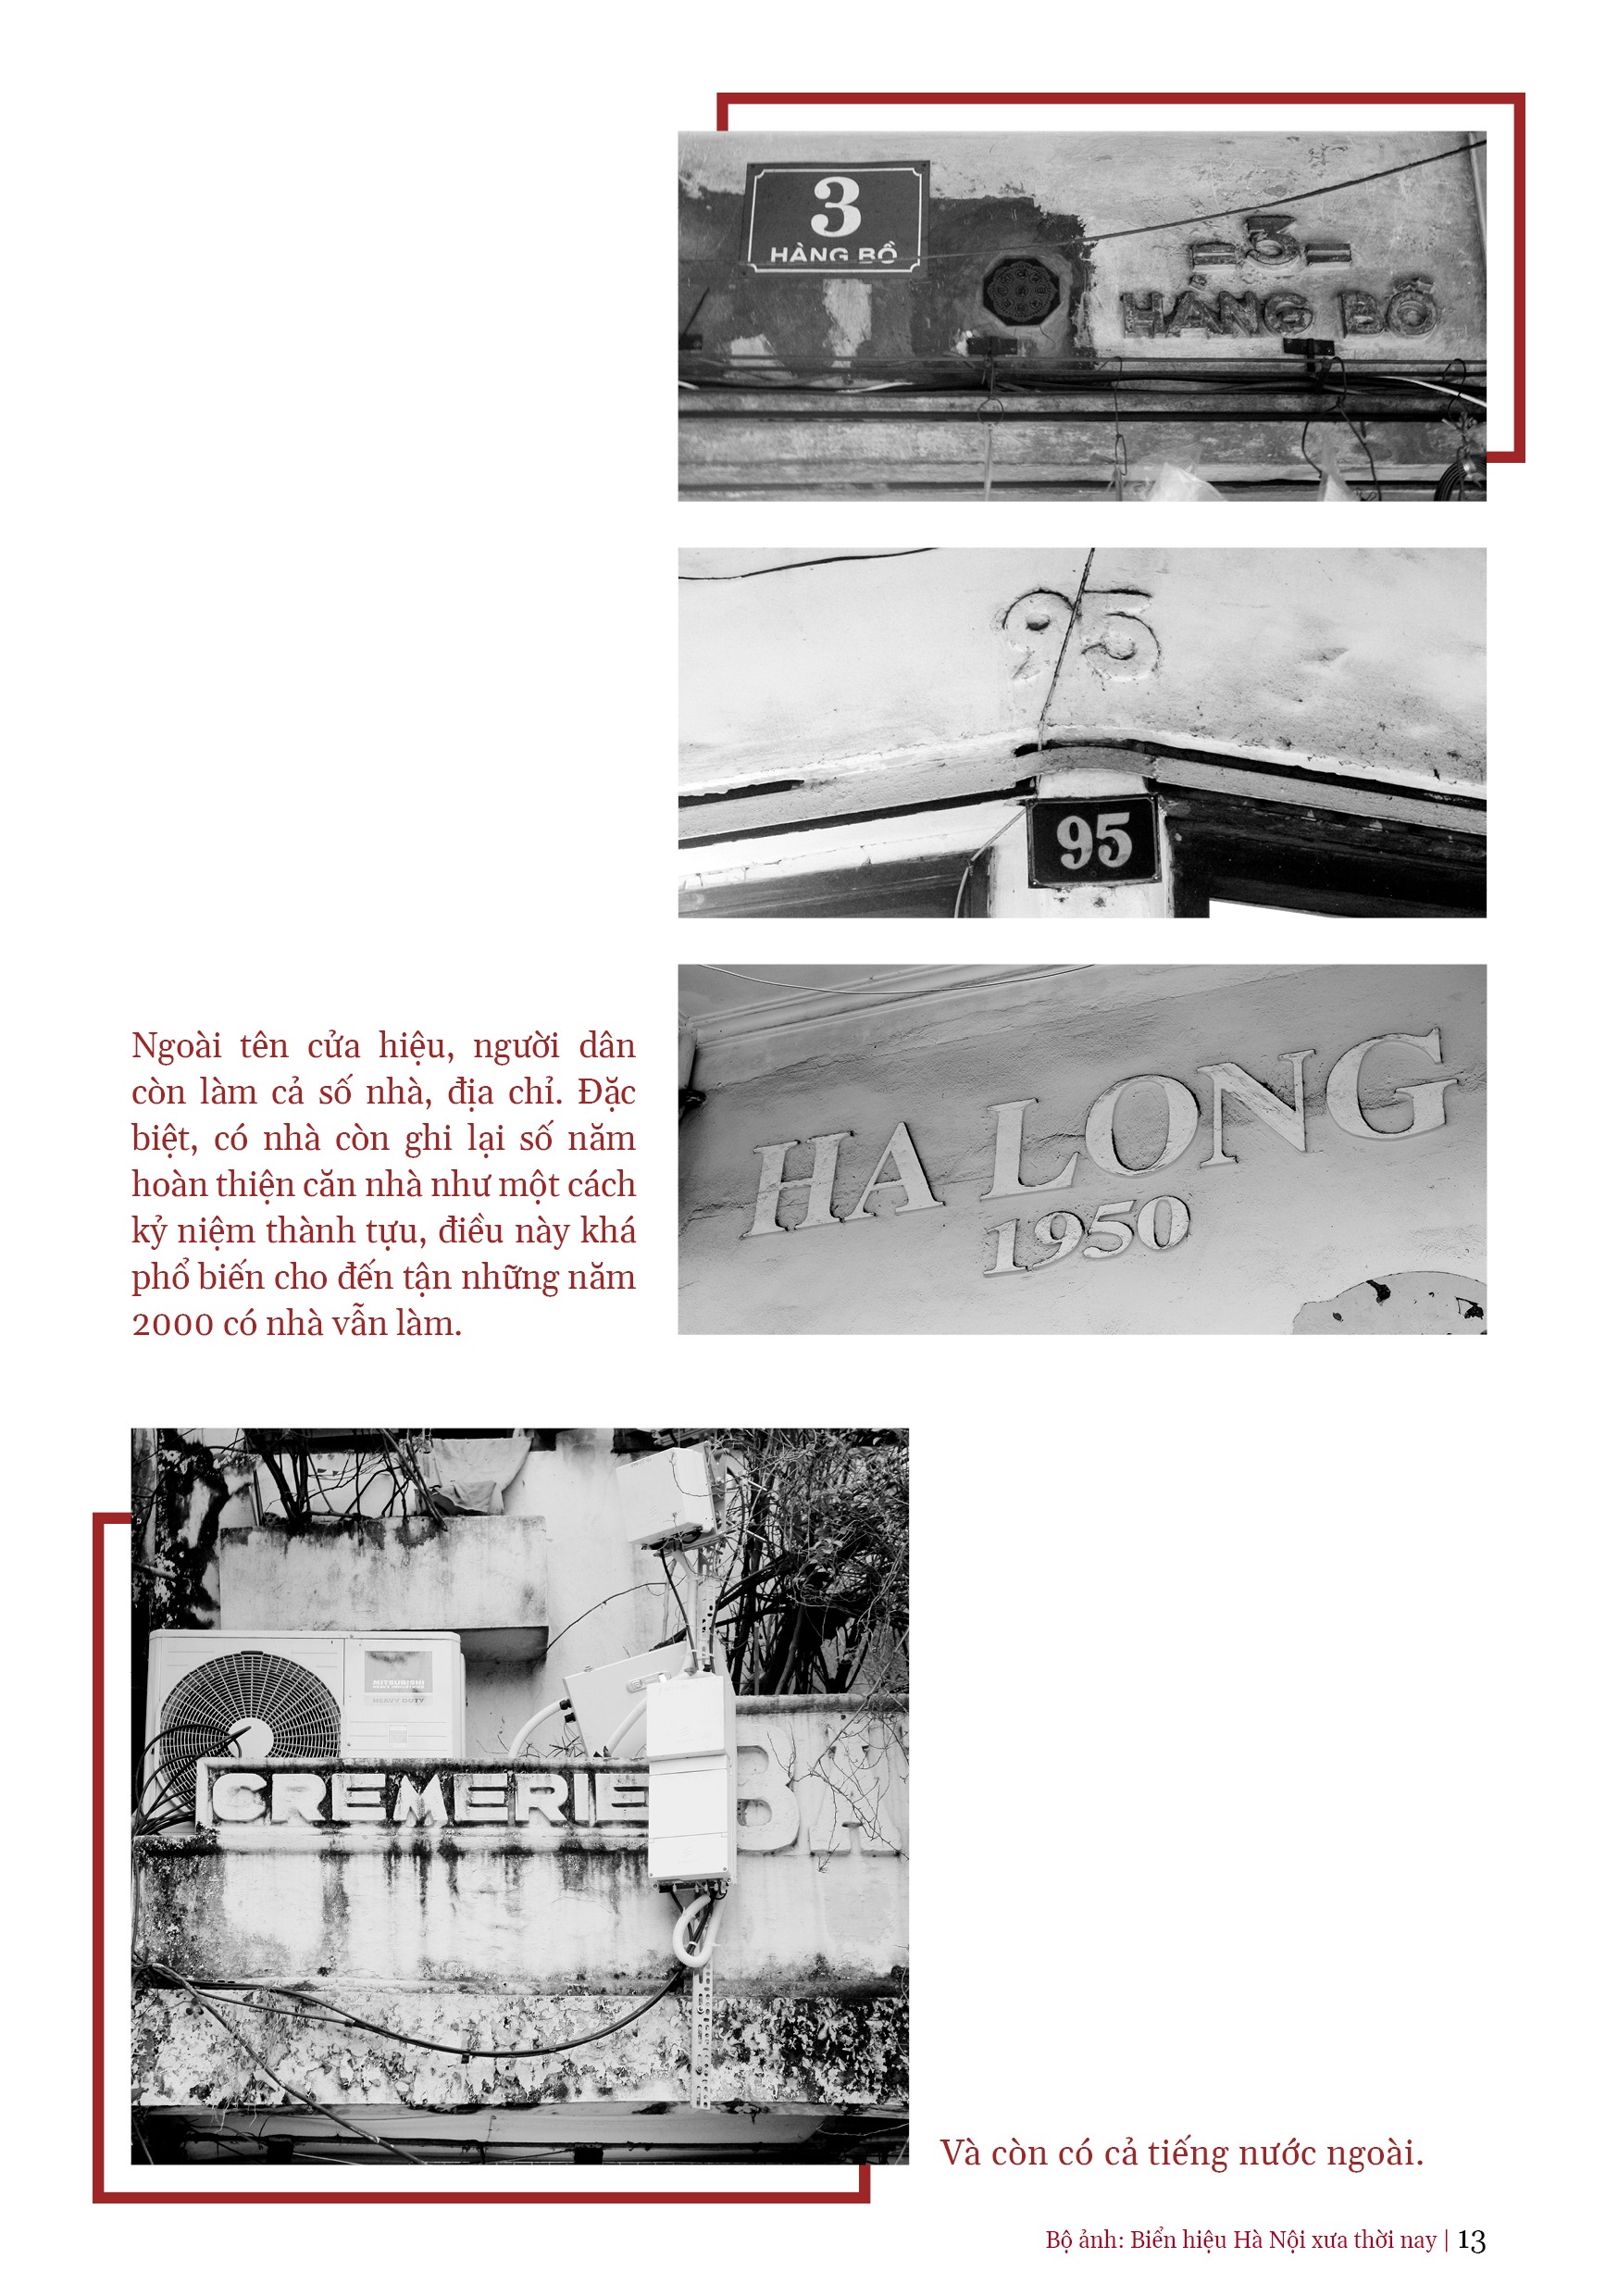 3
HÀNG BỒ
=3=
HÀNG BỒ
95
95
HA LONG
1950
Ngoài tên cửa hiệu, người dân
còn làm cả số nhà, địa chỉ. Đặc
biệt, có nhà còn ghi lại số năm
hoàn thiện căn nhà như một cách
kỷ niệm thành tựu, điều này khá
phổ biến cho đến tận những năm
2000 có nhà vẫn làm.
MITSUBISHI
HEAVY INDUSTRIES
HEAVY DUTY
CREMERIE BA
Và còn có cả tiếng nước ngoài.
Bộ ảnh: Biển hiệu Hà Nội xưa thời nay | 13